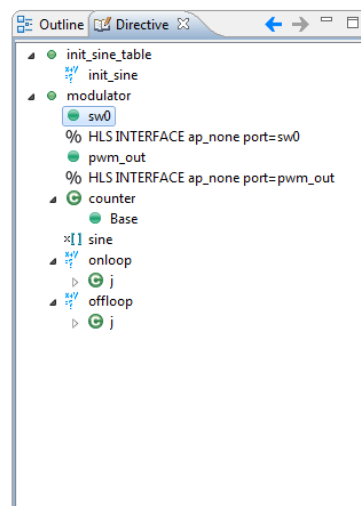 Outline Directive
init_sine_table
init_sine
modulator
sw0
% HLS INTERFACE ap_none port=sw0
pwm_out
% HLS INTERFACE ap_none port=pwm_out
counter
Base
x[] sine
onloop
j
offloop
j